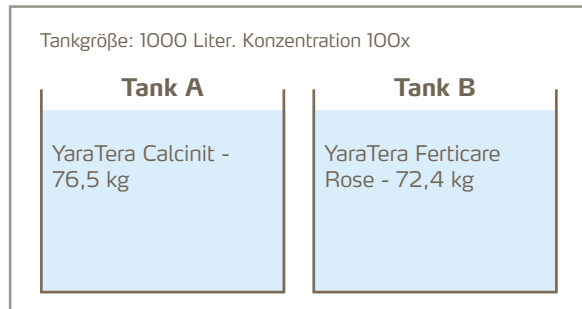 Tankgröße: 1000 Liter. Konzentration 100x
Tank A
YaraTera Calcinit -
76,5 kg
Tank B
YaraTera Ferticare
Rose - 72,4 kg